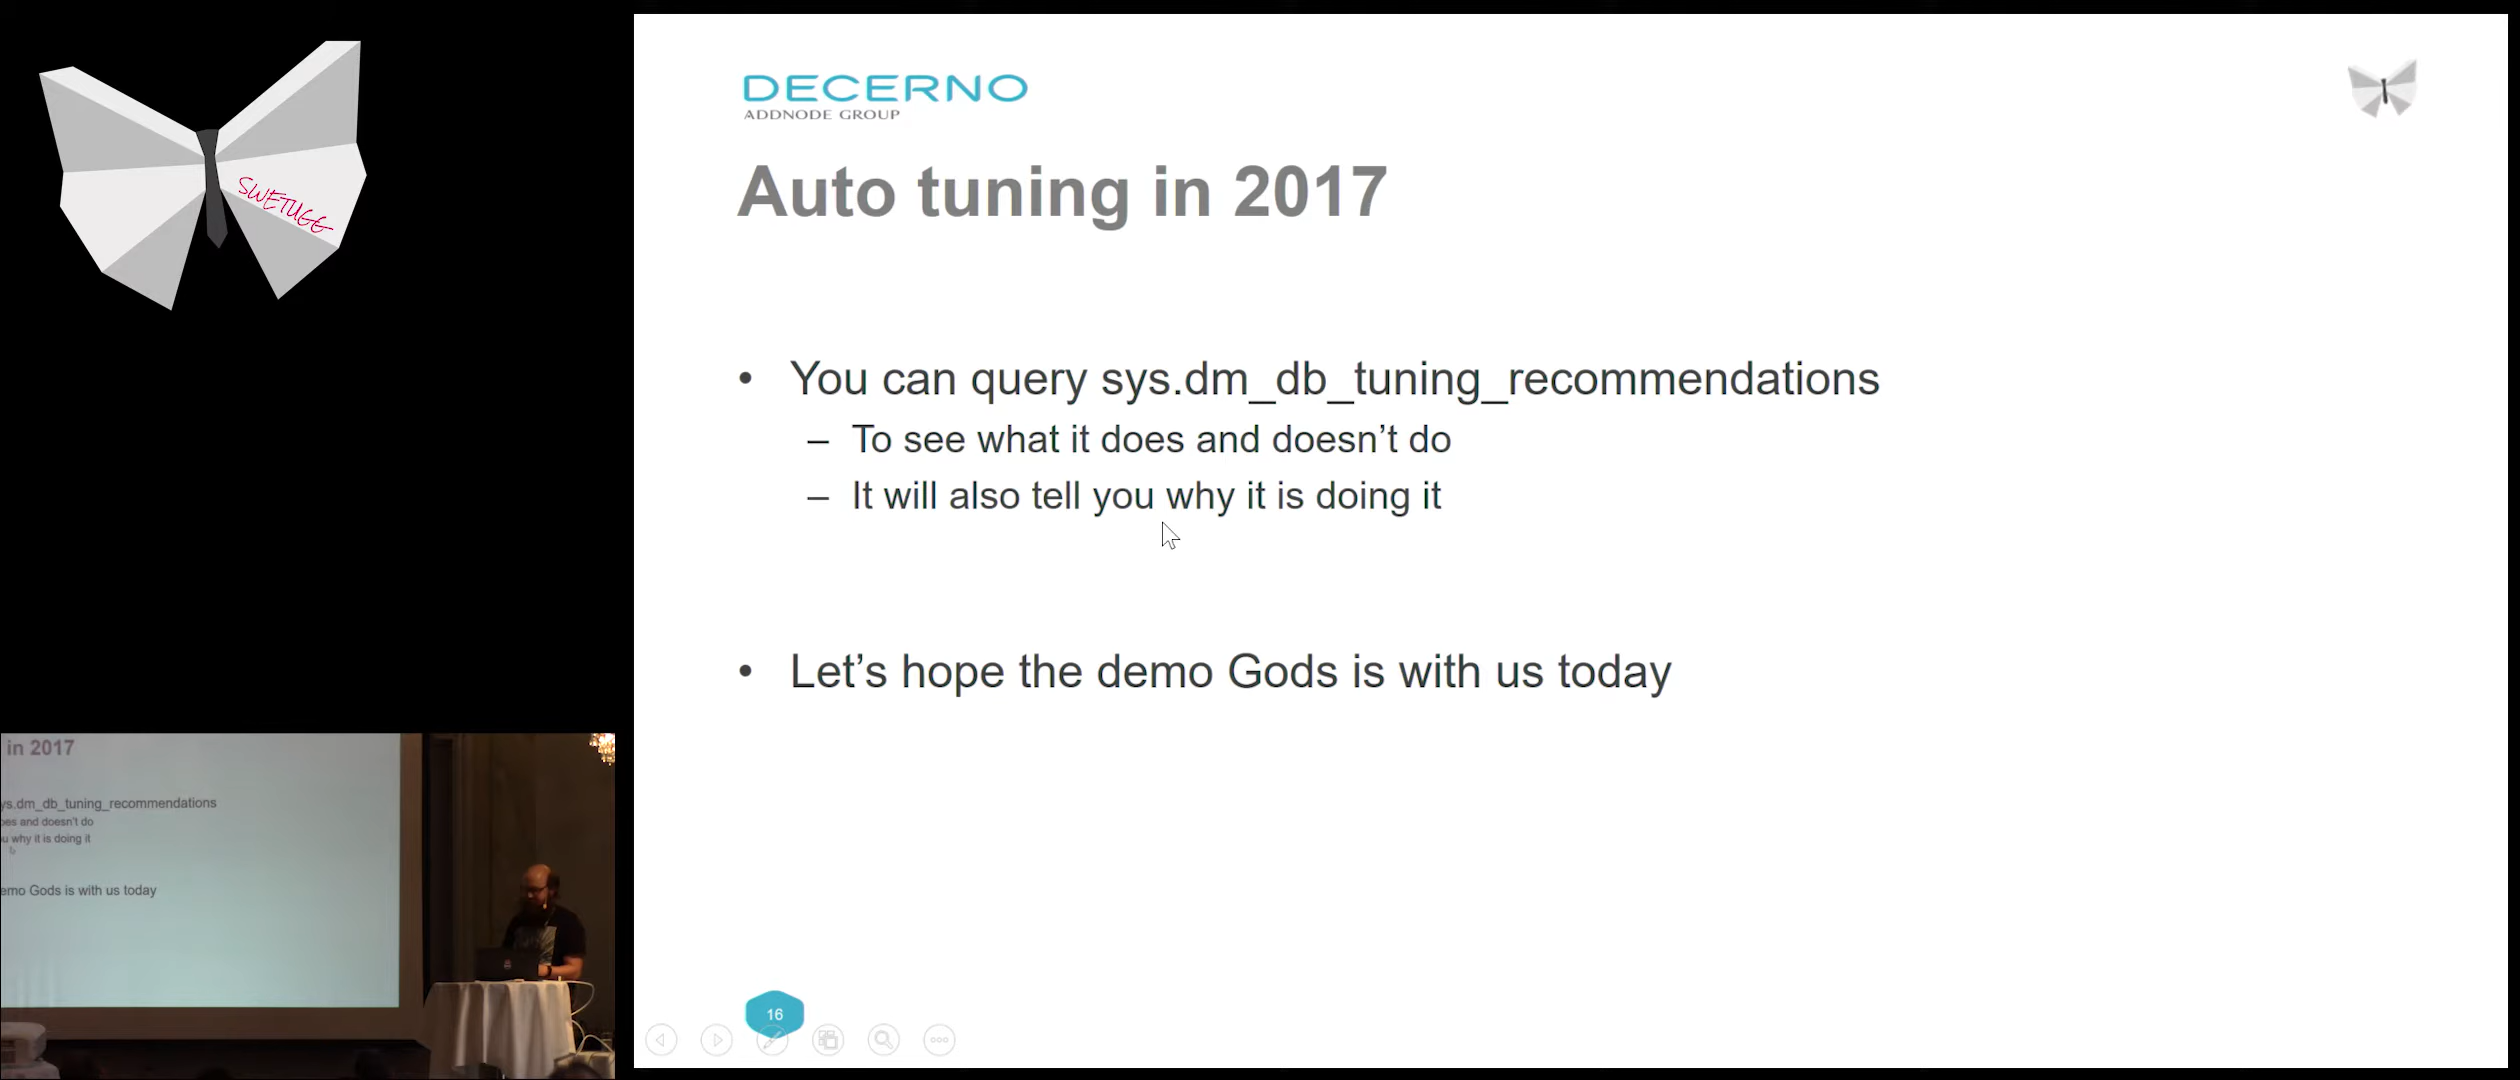 SWETUGG
DECERNO
ADDNODE GROUP
Auto tuning in 2017
• You can query sys.dm_db_tuning_recommendations
– To see what it does and doesn’t do
– It will also tell you why it is doing it
• Let’s hope the demo Gods is with us today
16
in 2017
ys.dm_db_tuning_recommendations
oes and doesn't do
u why it is doing it
emo Gods is with us today